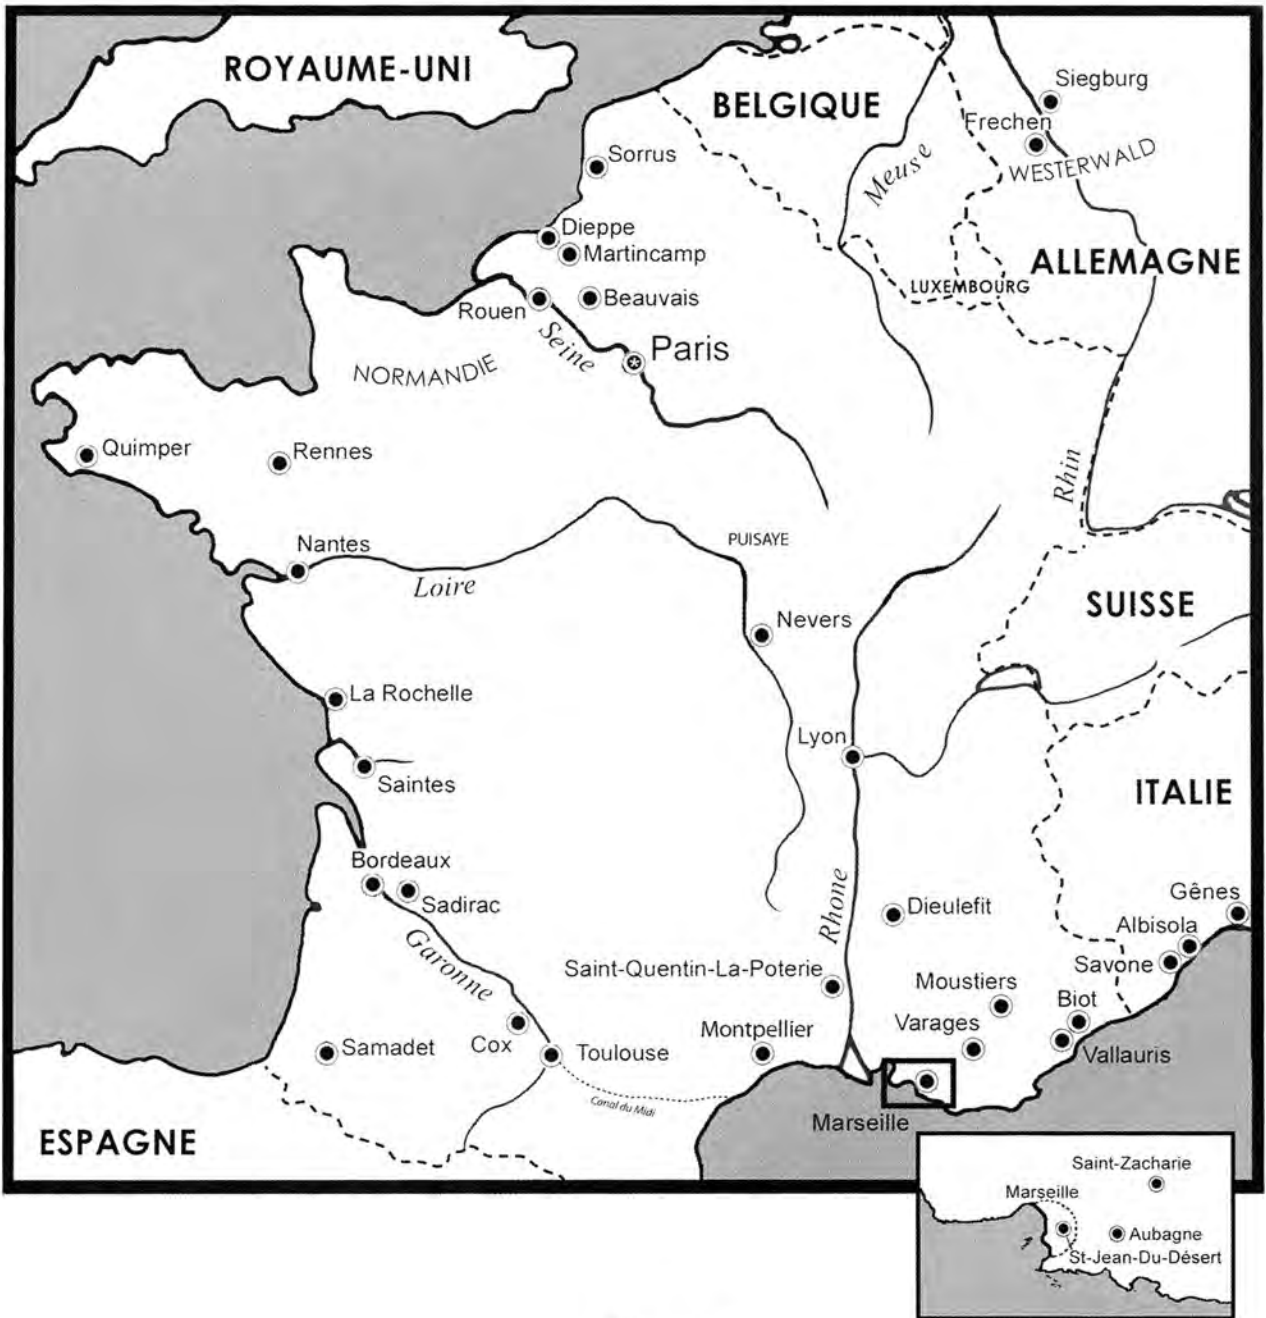 ROYAUME-UNI
BELGIQUE
Siegburg
Frechen
WESTERWALD
Meuse
Sorrus
Dieppe
Martincamp
ALLEMAGNE
LUXEMBOURG
Rouen
Beauvais
Seine
Paris
NORMANDIE
Quimper
Rennes
Rhin
Nantes
PUISAYE
Loire
SUISSE
Nevers
La Rochelle
Lyon
Saintes
ITALIE
Bordeaux
Sadirac
Garonne
Rhone
Dieulefit
Gênes
Albisola
Savone
Saint-Quentin-La-Poterie
Moustiers
Biot
Varages
Montpellier
Vallauris
Samadet
Cox
Toulouse
Canal du Midi
Marseille
ESPAGNE
Saint-Zacharie
Marseille
Aubagne
St-Jean-Du-Désert